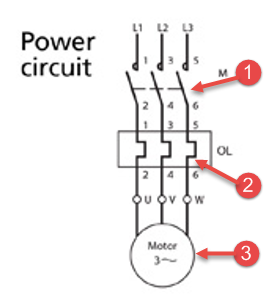 L1 L2 L3
Power
circuit
1 3 5
M
1
2 4 6
1 3 5
OL
2
2 4 6
U V W
Motor
3~
3